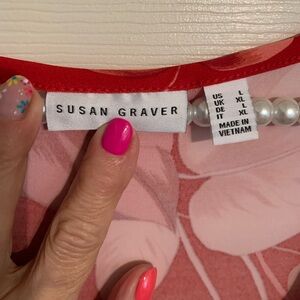 SUSAN GRAVER
US L
UK XL
DE L
IT XL
MADE IN
VIETNAM